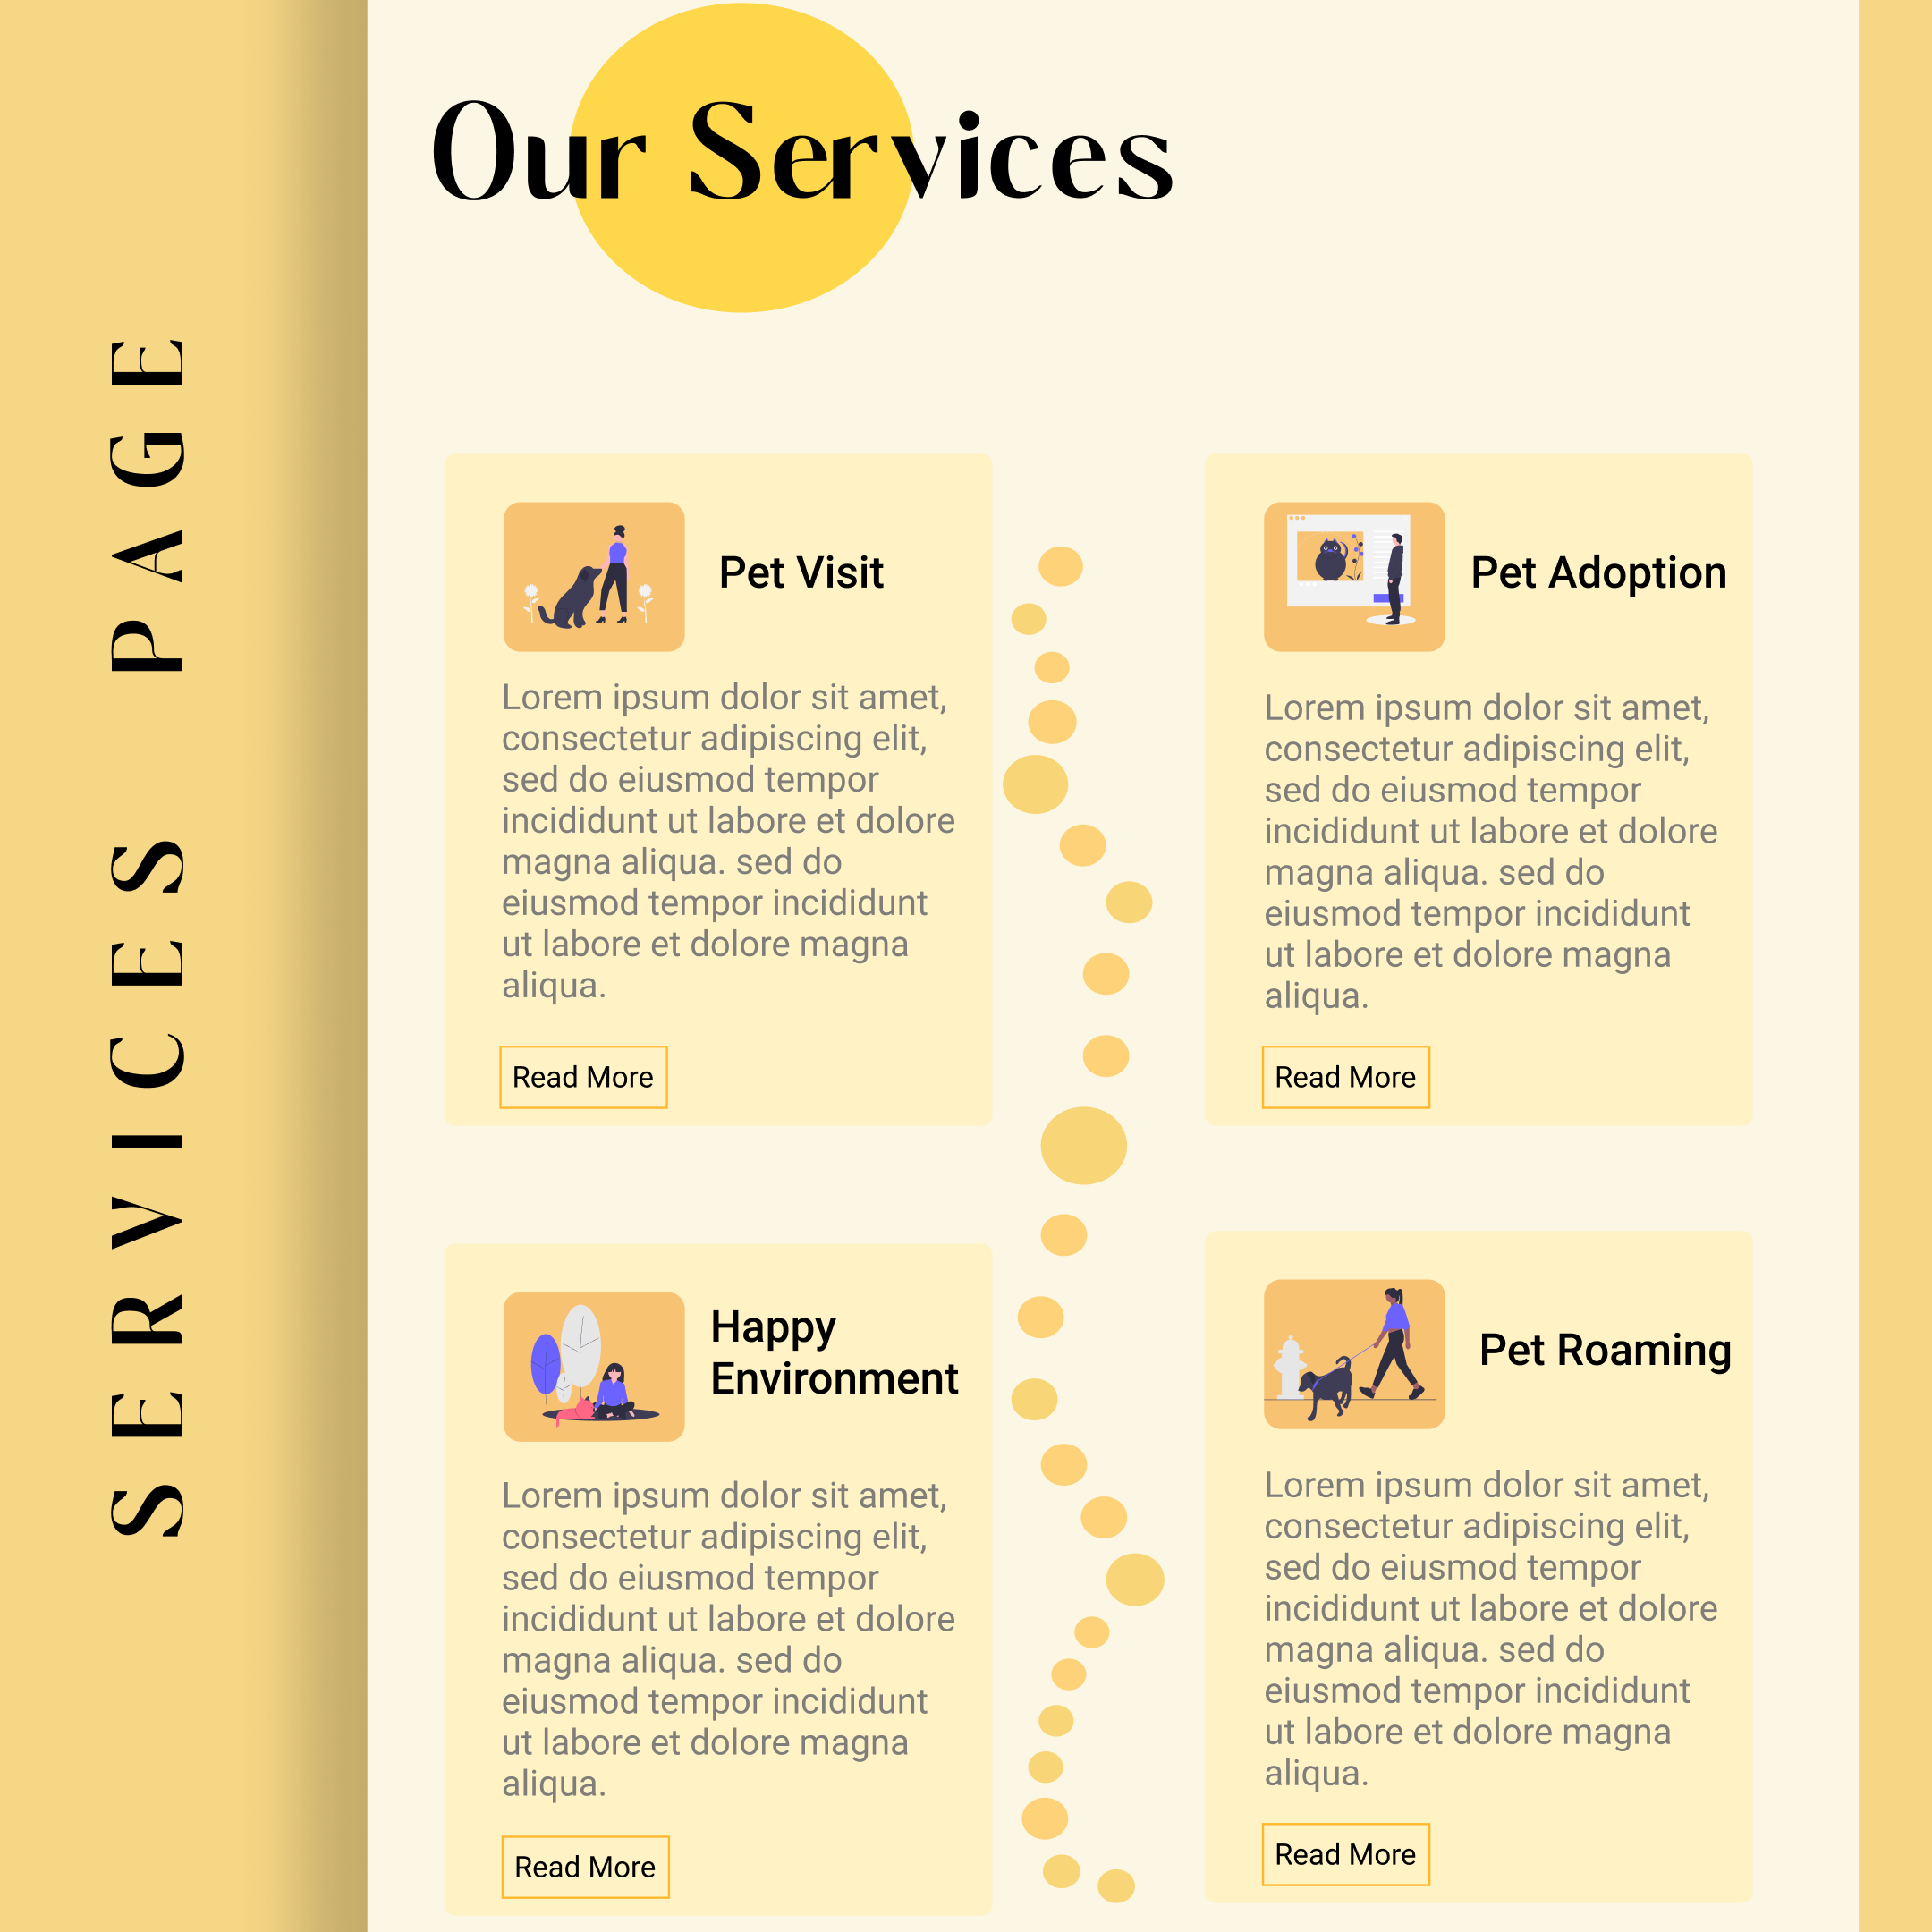 SERVICES PAGE
Our Services
Pet Visit
Lorem ipsum dolor sit amet,
consectetur adipiscing elit,
sed do eiusmod tempor
incididunt ut labore et dolore
magna aliqua. sed do
eiusmod tempor incididunt
ut labore et dolore magna
aliqua.
Read More
Pet Adoption
Lorem ipsum dolor sit amet,
consectetur adipiscing elit,
sed do eiusmod tempor
incididunt ut labore et dolore
magna aliqua. sed do
eiusmod tempor incididunt
ut labore et dolore magna
aliqua.
Read More
Happy
Environment
Lorem ipsum dolor sit amet,
consectetur adipiscing elit,
sed do eiusmod tempor
incididunt ut labore et dolore
magna aliqua. sed do
eiusmod tempor incididunt
ut labore et dolore magna
aliqua.
Read More
Pet Roaming
Lorem ipsum dolor sit amet,
consectetur adipiscing elit,
sed do eiusmod tempor
incididunt ut labore et dolore
magna aliqua. sed do
eiusmod tempor incididunt
ut labore et dolore magna
aliqua.
Read More